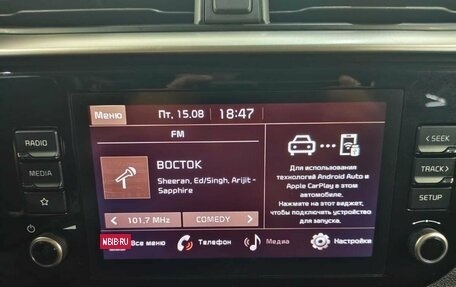 Меню
Пт, 15.08
18:47
FM
ВОСТОК
Sheeran, Ed/Singh, Arijit -
Sapphire
101,7 MHz
COMEDY
Для использования
технологий Android Auto и
Apple CarPlay в этом
автомобиле.
Нажмите на этот виджет,
чтобы подключить устройство
для запуска.
Все меню
Телефон
Медиа
Настройки
RADIO
MEDIA
< SEEK
TRACK >
SETUP
NBIB.RU